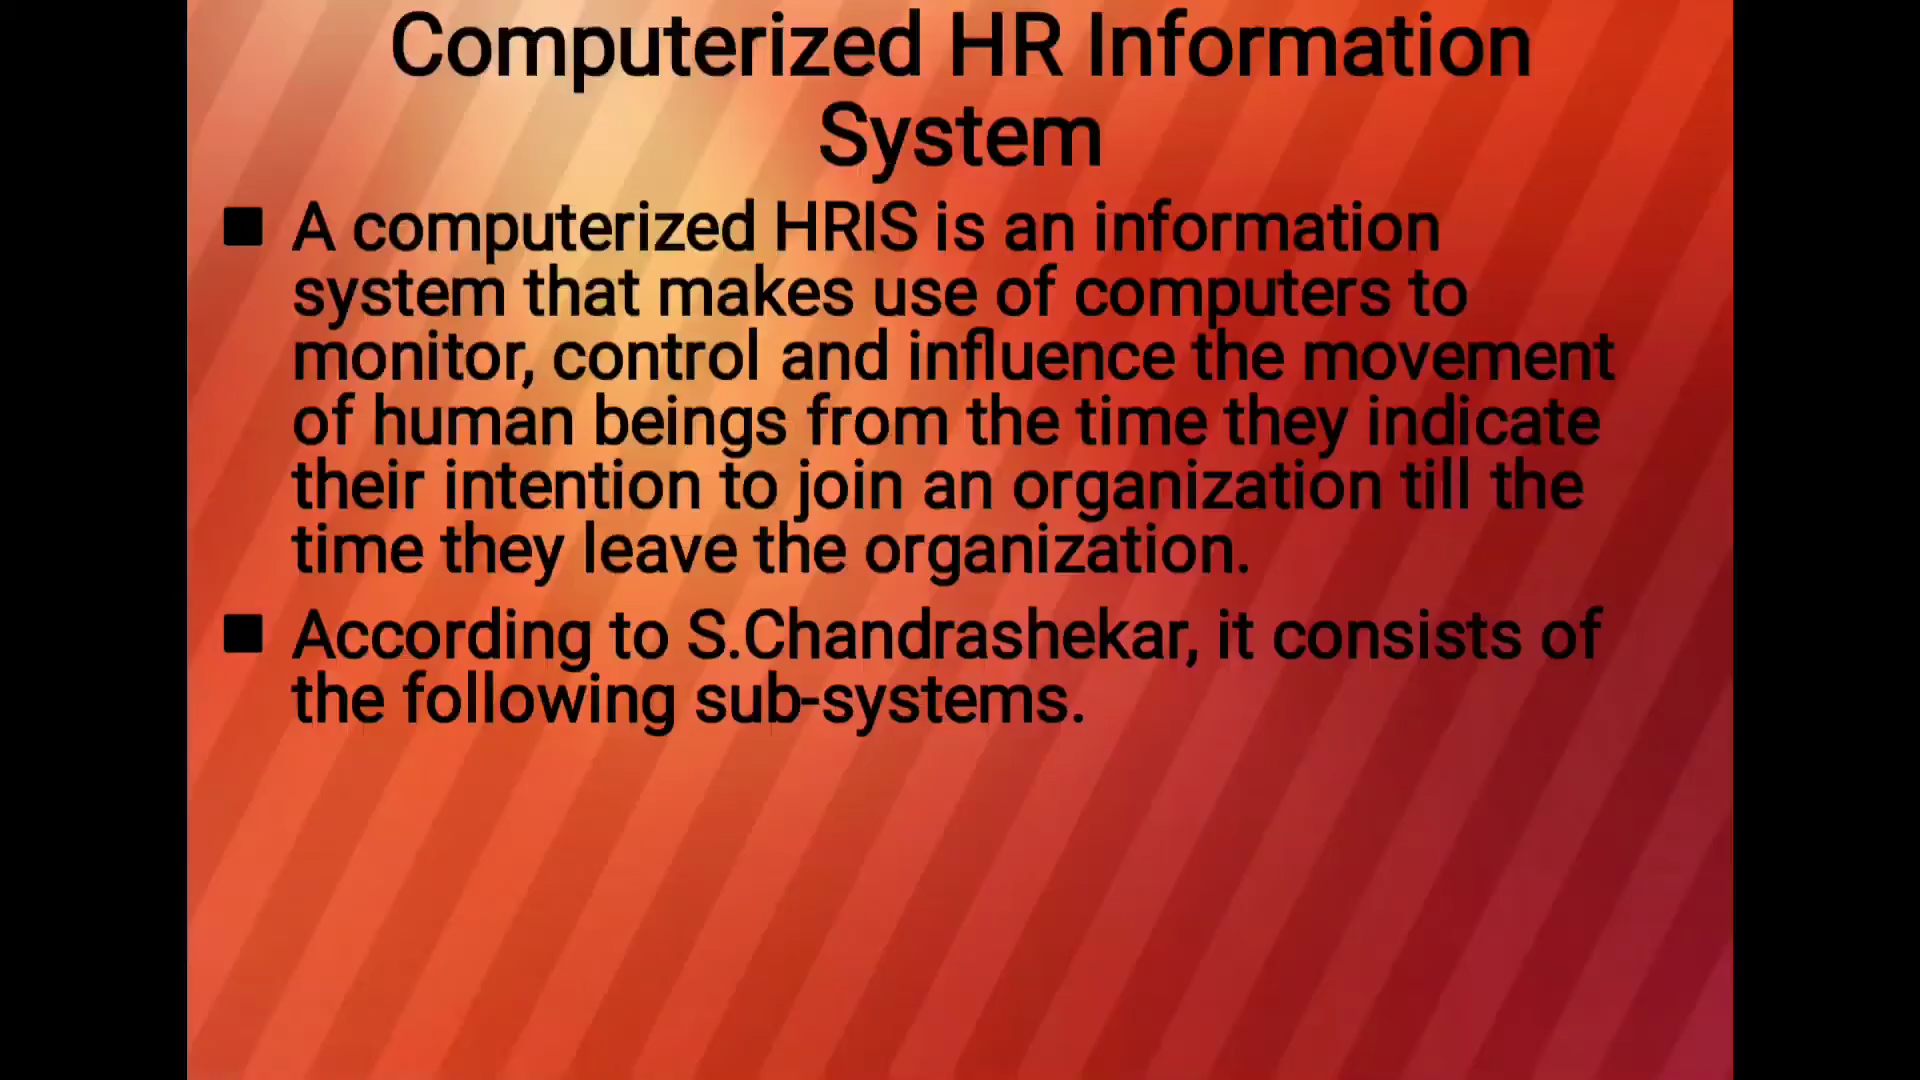 Computerized HR Information
System
■ A computerized HRIS is an information
system that makes use of computers to
monitor, control and influence the movement
of human beings from the time they indicate
their intention to join an organization till the
time they leave the organization.
■ According to S.Chandrashekar, it consists of
the following sub-systems.